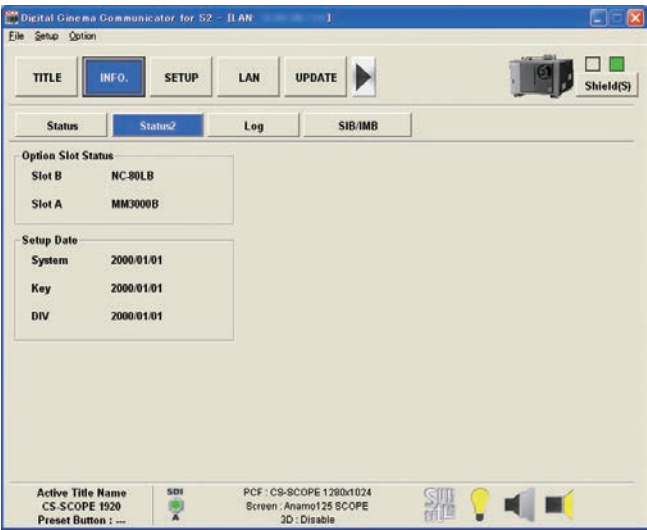 Digital Cinema Communicator for S2 - [LAN: ]
File Setup Option
TITLE INFO. SETUP LAN UPDATE Shield(S)
Status Status2 Log SIB/IMB
Option Slot Status
Slot B NC-80LB
Slot A MM3000B
Setup Date
System 2000/01/01
Key 2000/01/01
DIV 2000/01/01
Active Title Name
CS-SCOPE 1920
Preset Button : ---
SDI
A
PCF : CS-SCOPE 1280x1024
Screen : Anamo125 SCOPE
3D : Disable